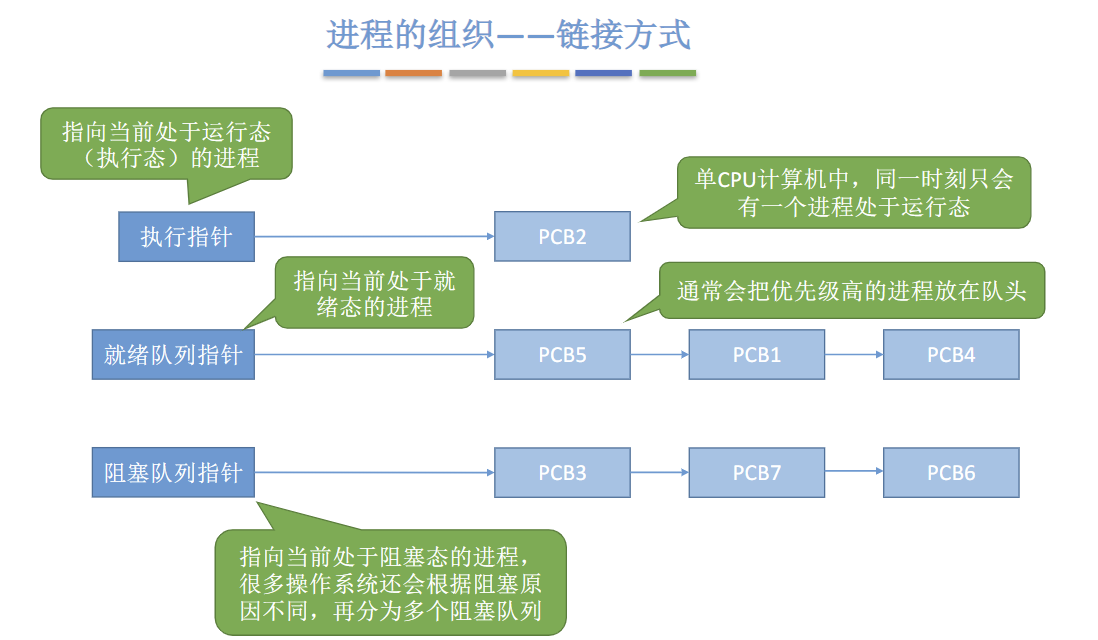 进程的组织——链接方式
指向当前处于运行态
（执行态）的进程
单CPU计算机中，同一时刻只会
有一个进程处于运行态
执行指针
PCB2
指向当前处于就
绪态的进程
通常会把优先级高的进程放在队头
就绪队列指针
PCB5
PCB1
PCB4
阻塞队列指针
PCB3
PCB7
PCB6
指向当前处于阻塞态的进程，
很多操作系统还会根据阻塞原
因不同，再分为多个阻塞队列